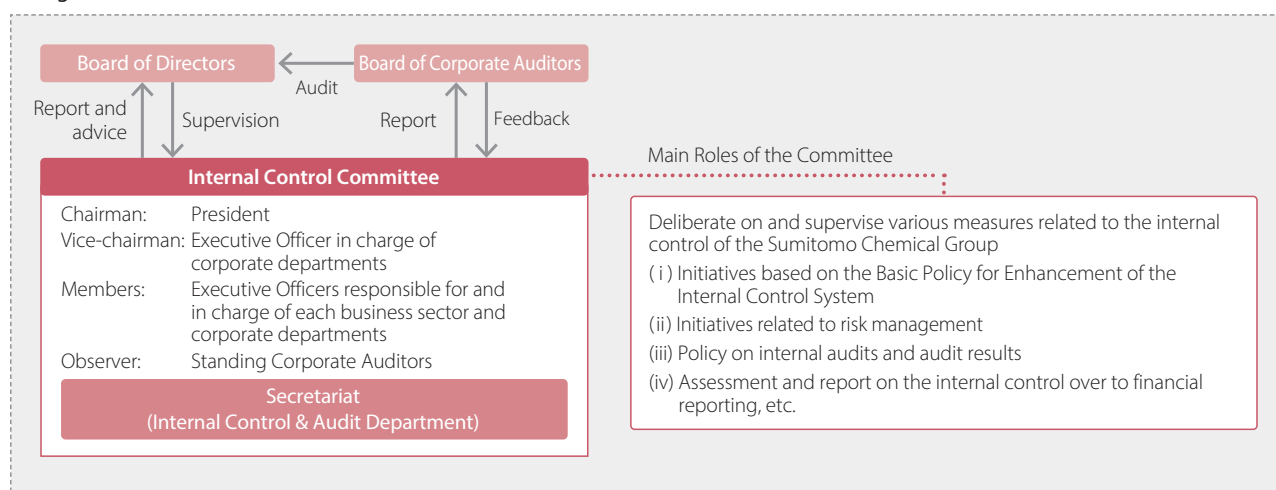 Board of Directors
Board of Corporate Auditors
Audit
Report and
advice
Supervision
Report
Feedback
Internal Control Committee
Chairman: President
Vice-chairman: Executive Officer in charge of
corporate departments
Members: Executive Officers responsible for and
in charge of each business sector and
corporate departments
Observer: Standing Corporate Auditors
Secretariat
(Internal Control & Audit Department)
Main Roles of the Committee
Deliberate on and supervise various measures related to the internal
control of the Sumitomo Chemical Group
(i) Initiatives based on the Basic Policy for Enhancement of the
Internal Control System
(ii) Initiatives related to risk management
(iii) Policy on internal audits and audit results
(iv) Assessment and report on the internal control over to financial
reporting, etc.